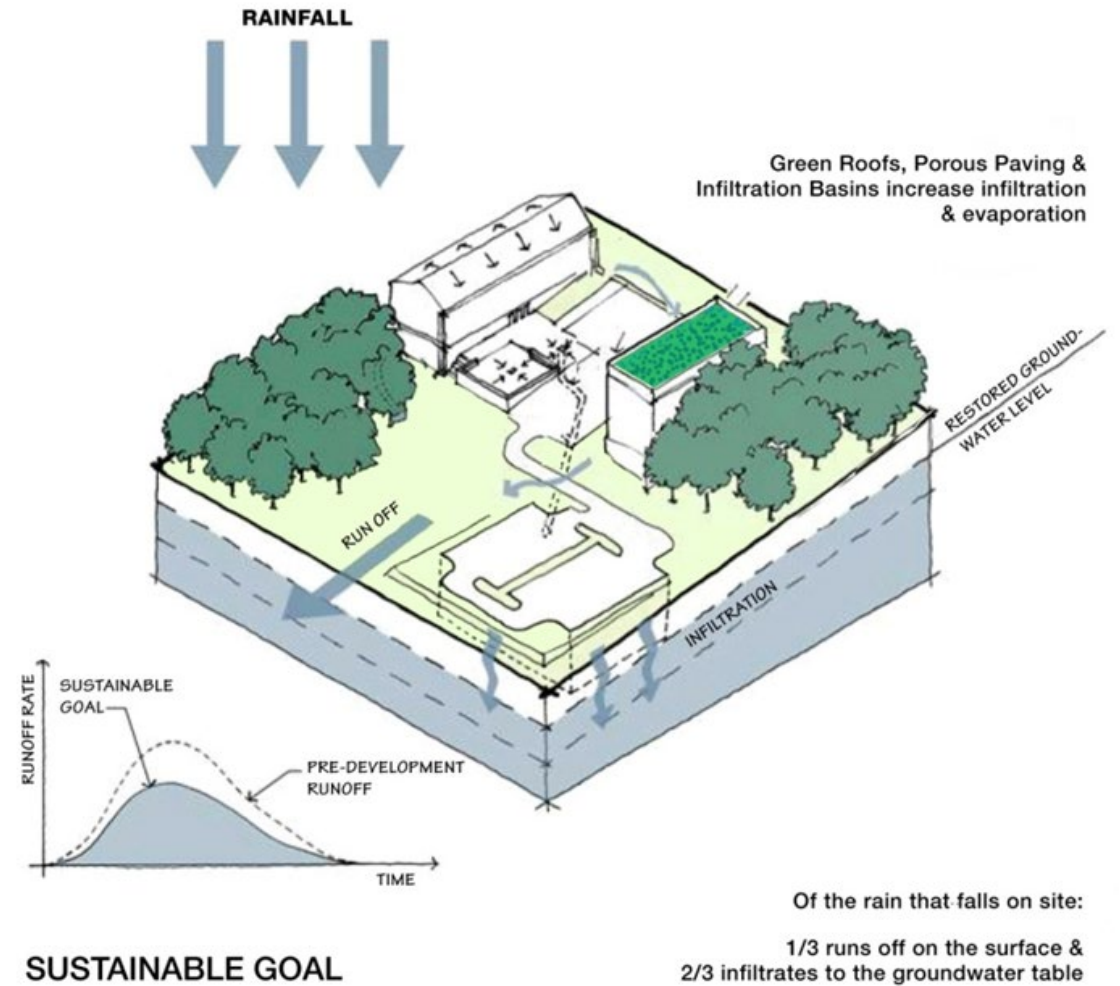 RAINFALL
Green Roofs, Porous Paving &
Infiltration Basins increase infiltration
& evaporation
RESTORED GROUND-
WATER LEVEL
RUN OFF
INFILTRATION
RUNOFF RATE
SUSTAINABLE
GOAL
PRE-DEVELOPMENT
RUNOFF
TIME
Of the rain that falls on site:
1/3 runs off on the surface &
2/3 infiltrates to the groundwater table
SUSTAINABLE GOAL